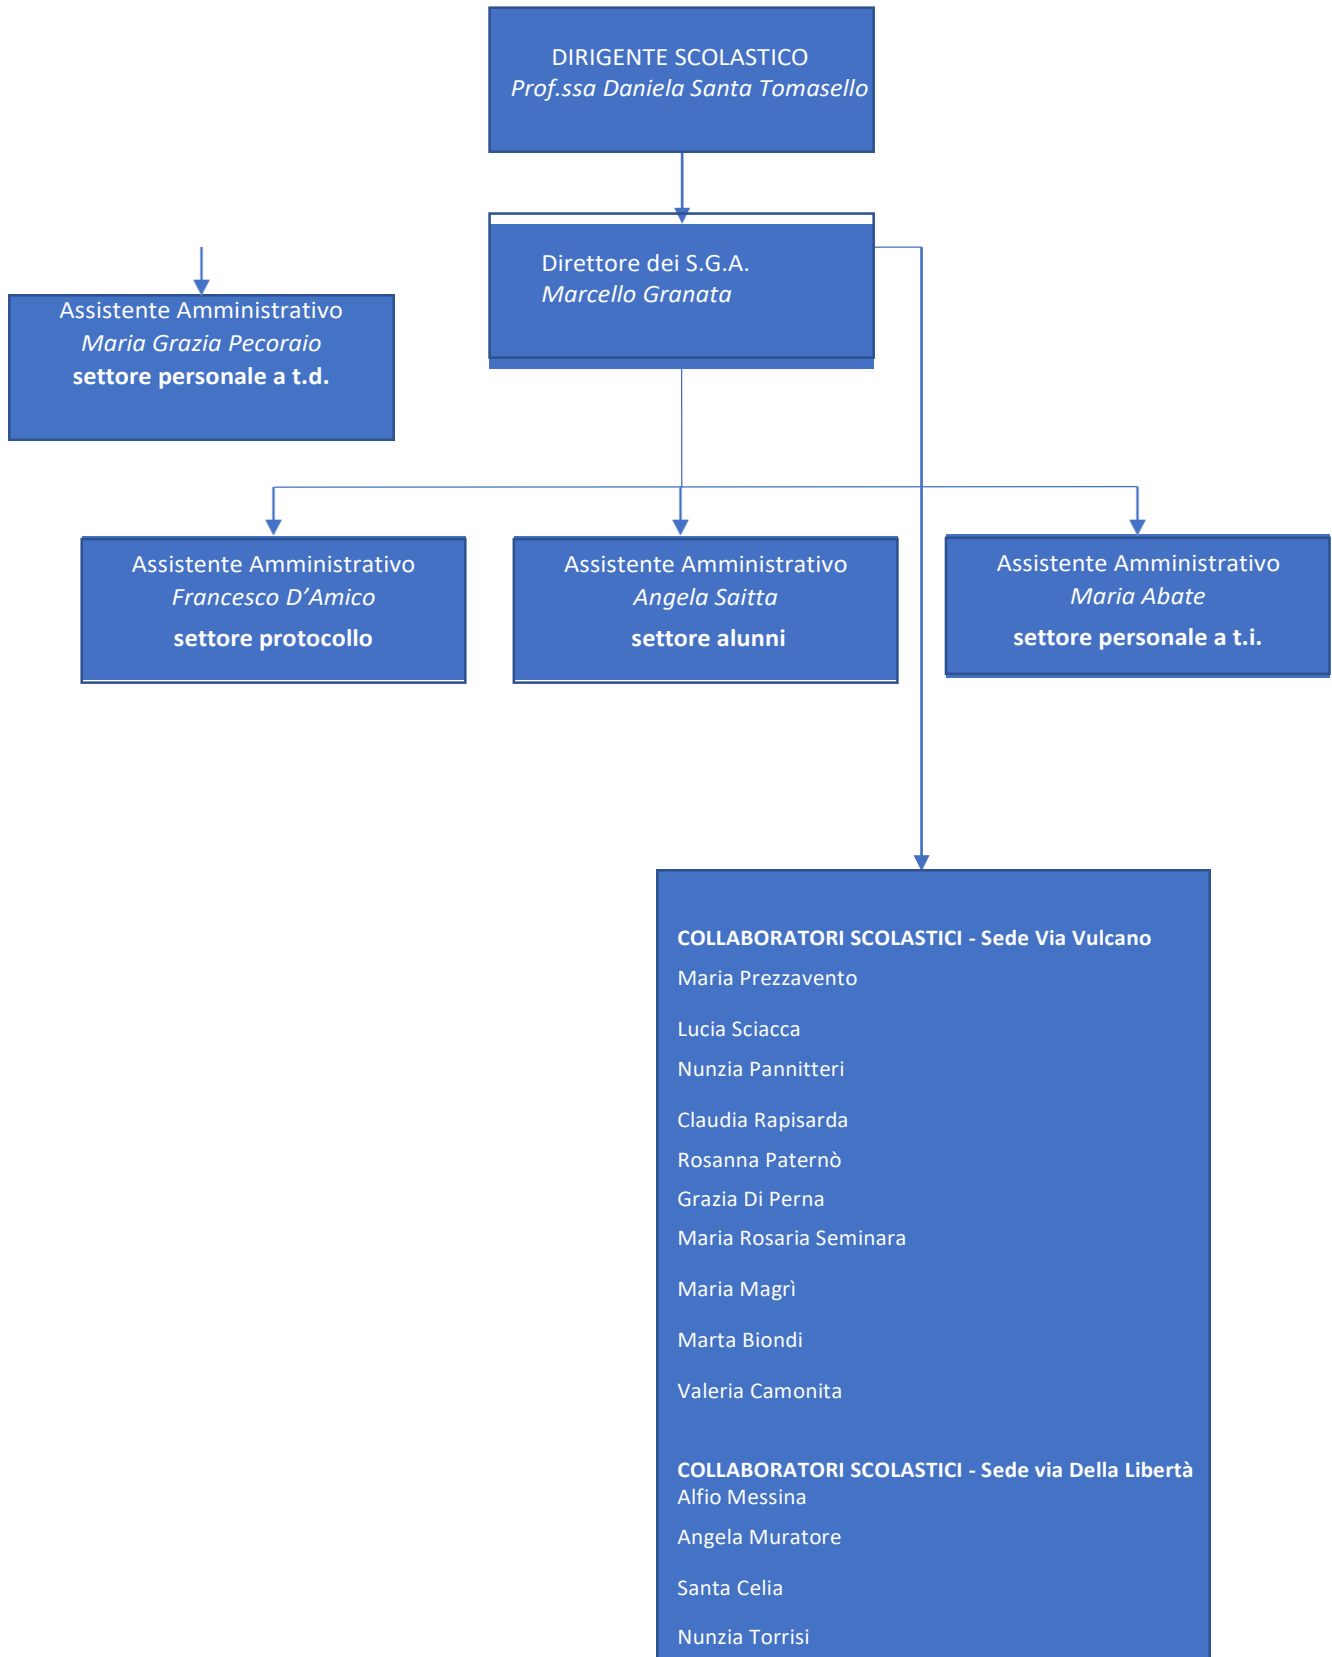 DIRIGENTE SCOLASTICO
Prof.ssa Daniela Santa Tomasello
Direttore dei S.G.A.
Marcello Granata
Assistente Amministrativo
Maria Grazia Pecoraio
settore personale a t.d.
Assistente Amministrativo
Francesco D’Amico
settore protocollo
Assistente Amministrativo
Angela Saitta
settore alunni
Assistente Amministrativo
Maria Abate
settore personale a t.i.
COLLABORATORI SCOLASTICI - Sede Via Vulcano
Maria Prezzavento
Lucia Sciacca
Nunzia Pannitteri
Claudia Rapisarda
Rosanna Paternò
Grazia Di Perna
Maria Rosaria Seminara
Maria Magrì
Marta Biondi
Valeria Camonita
COLLABORATORI SCOLASTICI - Sede via Della Libertà
Alfio Messina
Angela Muratore
Santa Celia
Nunzia Torrisi